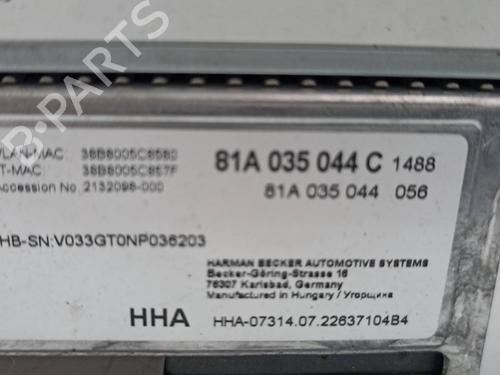 B-PARTS
WLAN-MAC: 38B8005C8580
BT-MAC: 38B8005C857F
Accession No. 2132098-000
81A 035 044 C 1488
81A 035 044 056
HB-SN:V033GT0NP036203
HARMAN BECKER AUTOMOTIVE SYSTEMS
Becker-Göring-Strasse 16
76307 Karlsbad, Germany
Manufactured in Hungary / Угорщина
HHA
HHA-07314.07.22637104B4